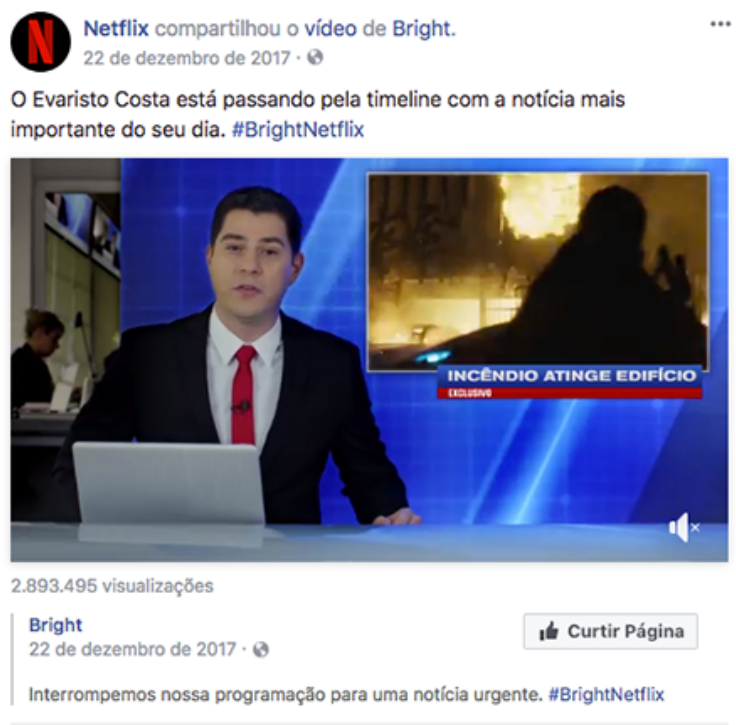 Netflix compartilhou o vídeo de Bright.
22 de dezembro de 2017 ·
O Evaristo Costa está passando pela timeline com a notícia mais
importante do seu dia. #BrightNetflix
INCÊNDIO ATINGE EDIFÍCIO
EXCLUSIVO
2.893.495 visualizações
Bright
22 de dezembro de 2017 ·
Curtir Página
Interrompemos nossa programação para uma notícia urgente. #BrightNetflix